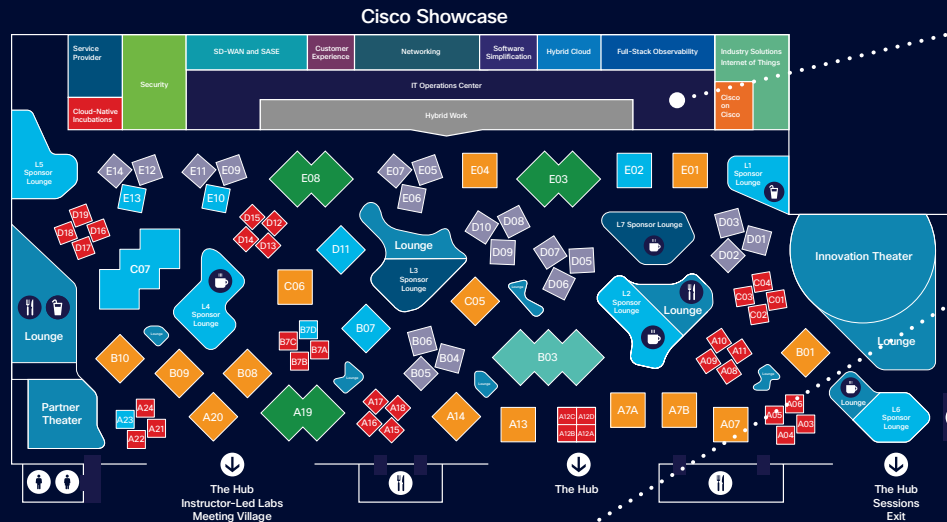 Cisco Showcase
Service
Provider
Cloud-Native
Incubations
Security
SD-WAN and SASE
Customer
Experience
Networking
Software
Simplification
Hybrid Cloud
Full-Stack Observability
Industry Solutions
Internet of Things
Cisco
on
Cisco
IT Operations Center
Hybrid Work
L5
Sponsor
Lounge
E14
E12
E13
E11
E09
E10
E08
E07
E05
E06
E04
E03
E02
E01
L1
Sponsor
Lounge
D19
D18
D16
D17
D15
D12
D14
D13
D11
D10
D08
D09
D07
D05
D06
L7 Sponsor Lounge
D03
D01
D02
Innovation Theater
Lounge
C07
L4
Sponsor
Lounge
C06
Lounge
L3
Sponsor
Lounge
C05
Lounge
L2
Sponsor
Lounge
Lounge
C04
C03
C01
C02
Lounge
Lounge
B10
B09
B08
B7D
B7C
B7A
B7B
B07
Lounge
B06
B04
B05
Lounge
B03
A10
A11
A09
A08
Lounge
B01
Lounge
L6
Sponsor
Lounge
Partner
Theater
A24
A23
A21
A22
A20
A19
A17
A18
A16
A15
A14
A13
A12C
A12D
A12B
A12A
A7A
A7B
A07
A06
A05
A03
A04
The Hub
Instructor-Led Labs
Meeting Village
The Hub
The Hub
Sessions
Exit